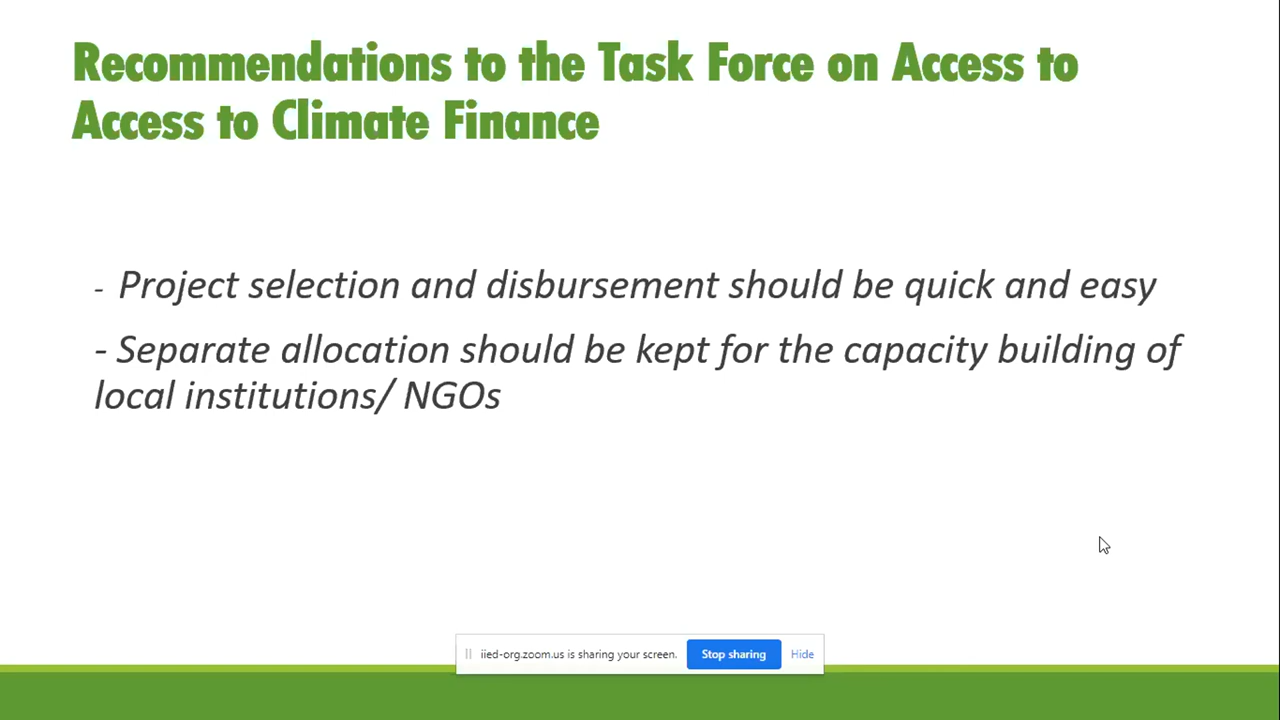 Recommendations to the Task Force on Access to
Access to Climate Finance
- Project selection and disbursement should be quick and easy
- Separate allocation should be kept for the capacity building of
local institutions/ NGOs
iied-org.zoom.us is sharing your screen. Stop sharing Hide